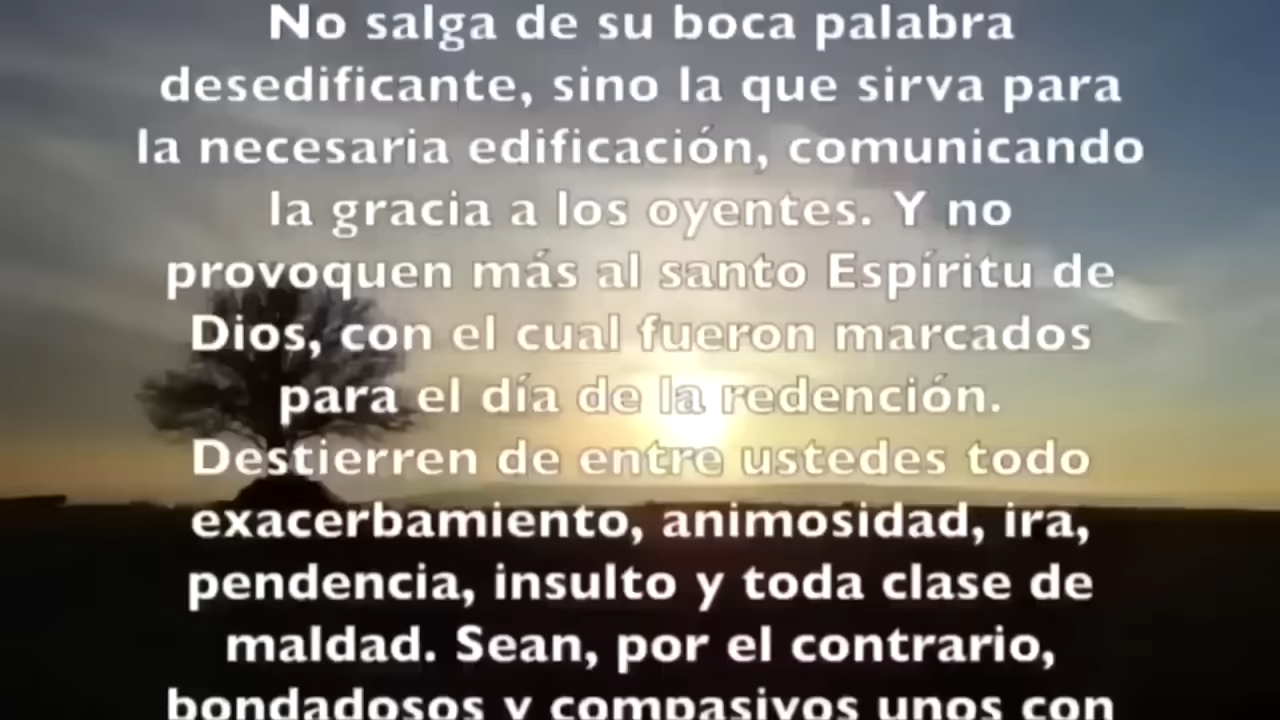 No salga de su boca palabra
desedificante, sino la que sirva para
la necesaria edificación, comunicando
la gracia a los oyentes. Y no
provoquen más al santo Espíritu de
Dios, con el cual fueron marcados
para el día de la redención.
Destierren de entre ustedes todo
exacerbamiento, animosidad, ira,
pendencia, insulto y toda clase de
maldad. Sean, por el contrario,
bondadosos y compasivos unos con